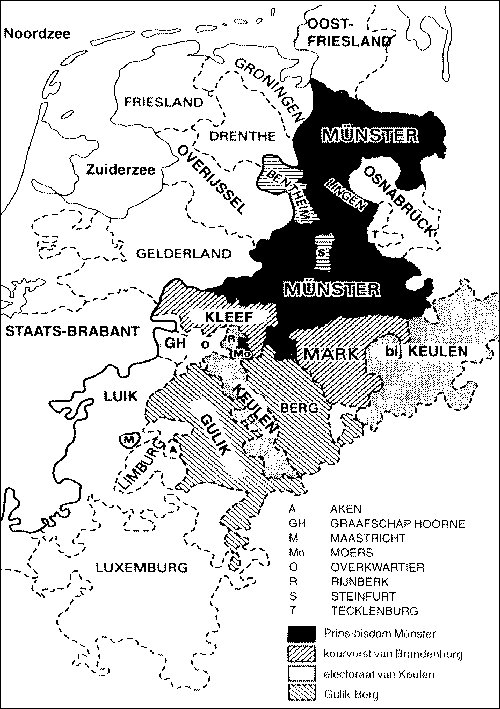 Noordzee
OOST-
FRIESLAND
GRONINGEN
FRIESLAND
DRENTHE
MÜNSTER
Zuiderzee
OVERIJSSEL
BENTHEIM
LINGEN
OSNABRÜCK
T
GELDERLAND
S
MÜNSTER
KLEEF
STAATS-BRABANT
GH
O
R
Mo
MARK
bl
KEULEN
LUIK
KEULEN
BERG
GULIK
M
LIMBURG
A
LUXEMBURG
A AKEN
GH GRAAFSCHAP HOORNE
M MAASTRICHT
Mo MOERS
O OVERKWARTIER
R RIJNBERK
S STEINFURT
T TECKLENBURG
Prins-bisdom Münster
keurvorst van Brandenburg
electoraat van Keulen
Gulik Berg